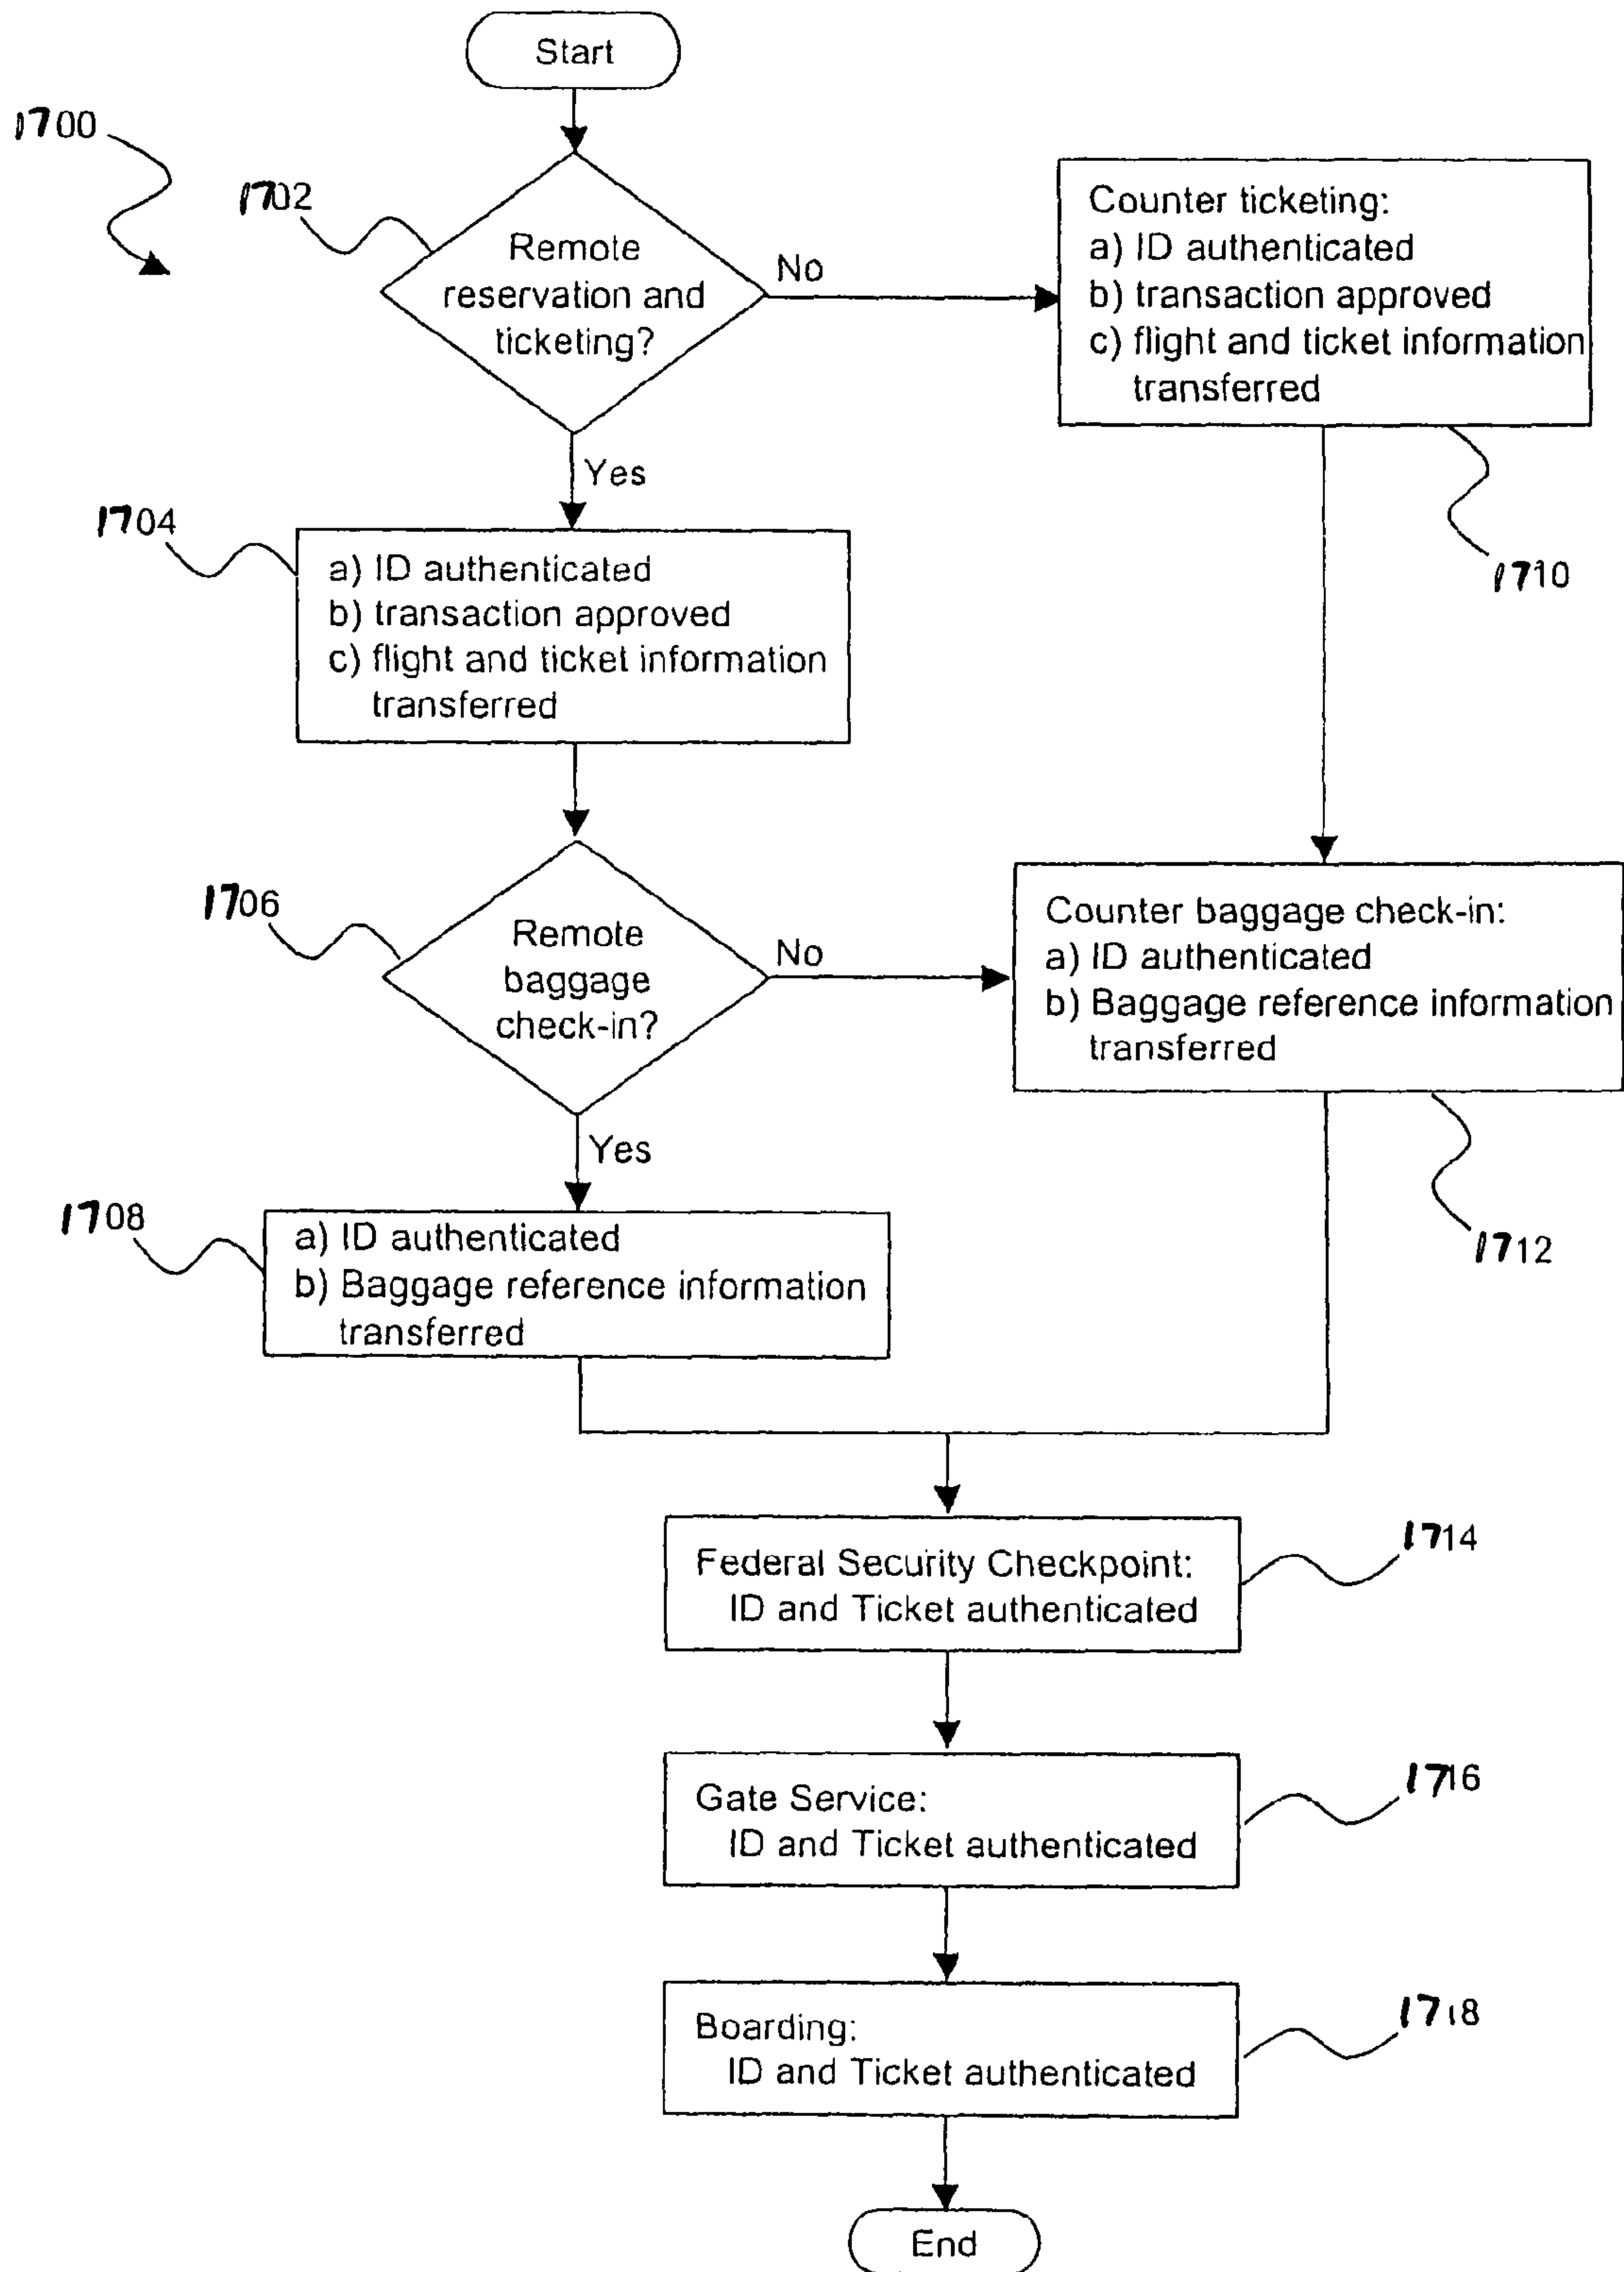 Start
1700
1702
Remote
reservation and
ticketing?
No
Counter ticketing:
a) ID authenticated
b) transaction approved
c) flight and ticket information
transferred
Yes
1704
1710
a) ID authenticated
b) transaction approved
c) flight and ticket information
transferred
1706
Remote
baggage
check-in?
No
Counter baggage check-in:
a) ID authenticated
b) Baggage reference information
transferred
Yes
1708
1712
a) ID authenticated
b) Baggage reference information
transferred
1714
Federal Security Checkpoint:
ID and Ticket authenticated
1716
Gate Service:
ID and Ticket authenticated
1718
Boarding:
ID and Ticket authenticated
End